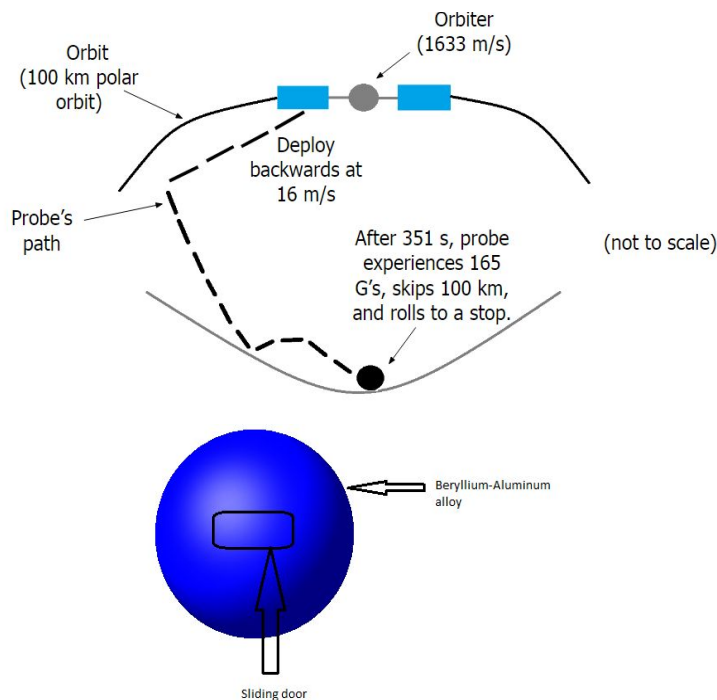 Orbit
(100 km polar
orbit)
Orbiter
(1633 m/s)
Deploy
backwards at
16 m/s
Probe's
path
After 351 s, probe
experiences 165
G's, skips 100 km,
and rolls to a stop.
(not to scale)
Beryllium-Aluminum
alloy
Sliding door